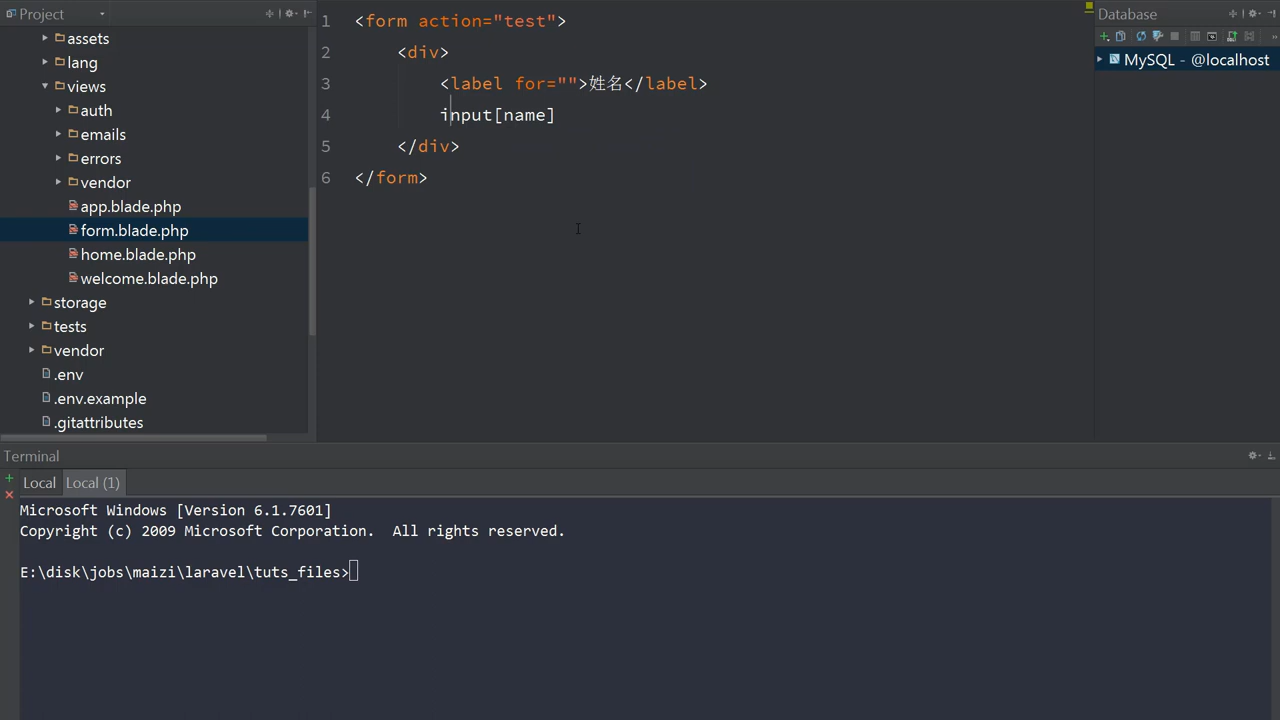 Project
assets
lang
views
auth
emails
errors
vendor
app.blade.php
form.blade.php
home.blade.php
welcome.blade.php
storage
tests
vendor
.env
.env.example
.gitattributes
1 <form action="test">
2 <div>
3 <label for="">姓名</label>
4 input[name]
5 </div>
6 </form>
Database
MySQL - @localhost
Terminal
Local Local (1)
Microsoft Windows [Version 6.1.7601]
Copyright (c) 2009 Microsoft Corporation. All rights reserved.
E:\disk\jobs\maizi\laravel\tuts_files>